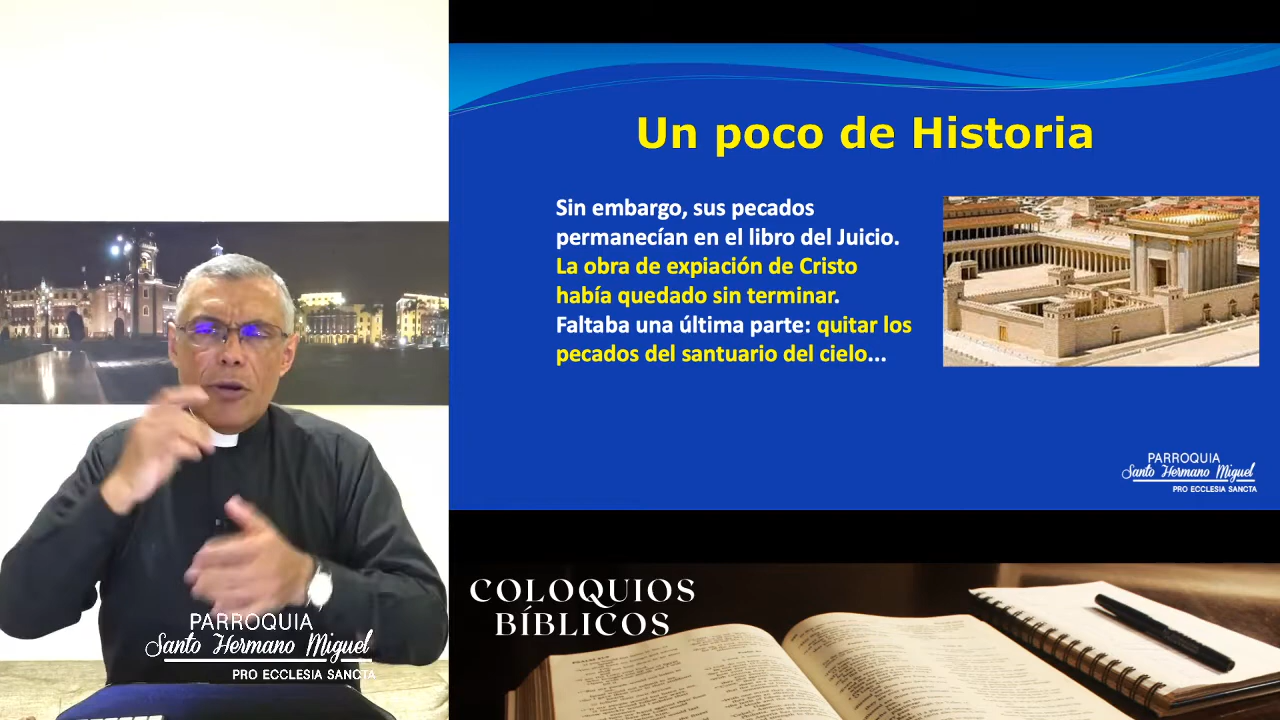 Un poco de Historia
Sin embargo, sus pecados
permanecían en el libro del Juicio.
La obra de expiación de Cristo
había quedado sin terminar.
Faltaba una última parte: quitar los
pecados del santuario del cielo...
PARROQUIA
Santo Hermano Miguel
PRO ECCLESIA SANCTA
COLOQUIOS
BÍBLICOS
PARROQUIA
Santo Hermano Miguel
PRO ECCLESIA SANCTA